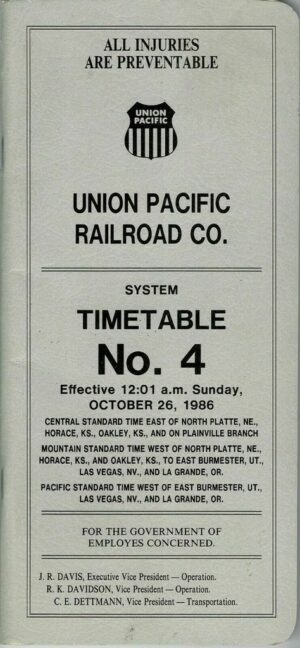 ALL INJURIES
ARE PREVENTABLE
UNION
PACIFIC
UNION PACIFIC
RAILROAD CO.
SYSTEM
TIMETABLE
No. 4
Effective 12:01 a.m. Sunday,
OCTOBER 26, 1986
CENTRAL STANDARD TIME EAST OF NORTH PLATTE, NE.,
HORACE, KS., OAKLEY, KS., AND ON PLAINVILLE BRANCH
MOUNTAIN STANDARD TIME WEST OF NORTH PLATTE, NE.,
HORACE, KS., AND OAKLEY, KS., TO EAST BURMESTER, UT.,
LAS VEGAS, NV., AND LA GRANDE, OR.
PACIFIC STANDARD TIME WEST OF EAST BURMESTER, UT.,
LAS VEGAS, NV., AND LA GRANDE, OR.
FOR THE GOVERNMENT OF
EMPLOYES CONCERNED.
J. R. DAVIS, Executive Vice President — Operation.
R. K. DAVIDSON, Vice President — Operation.
C. E. DETTMANN, Vice President — Transportation.